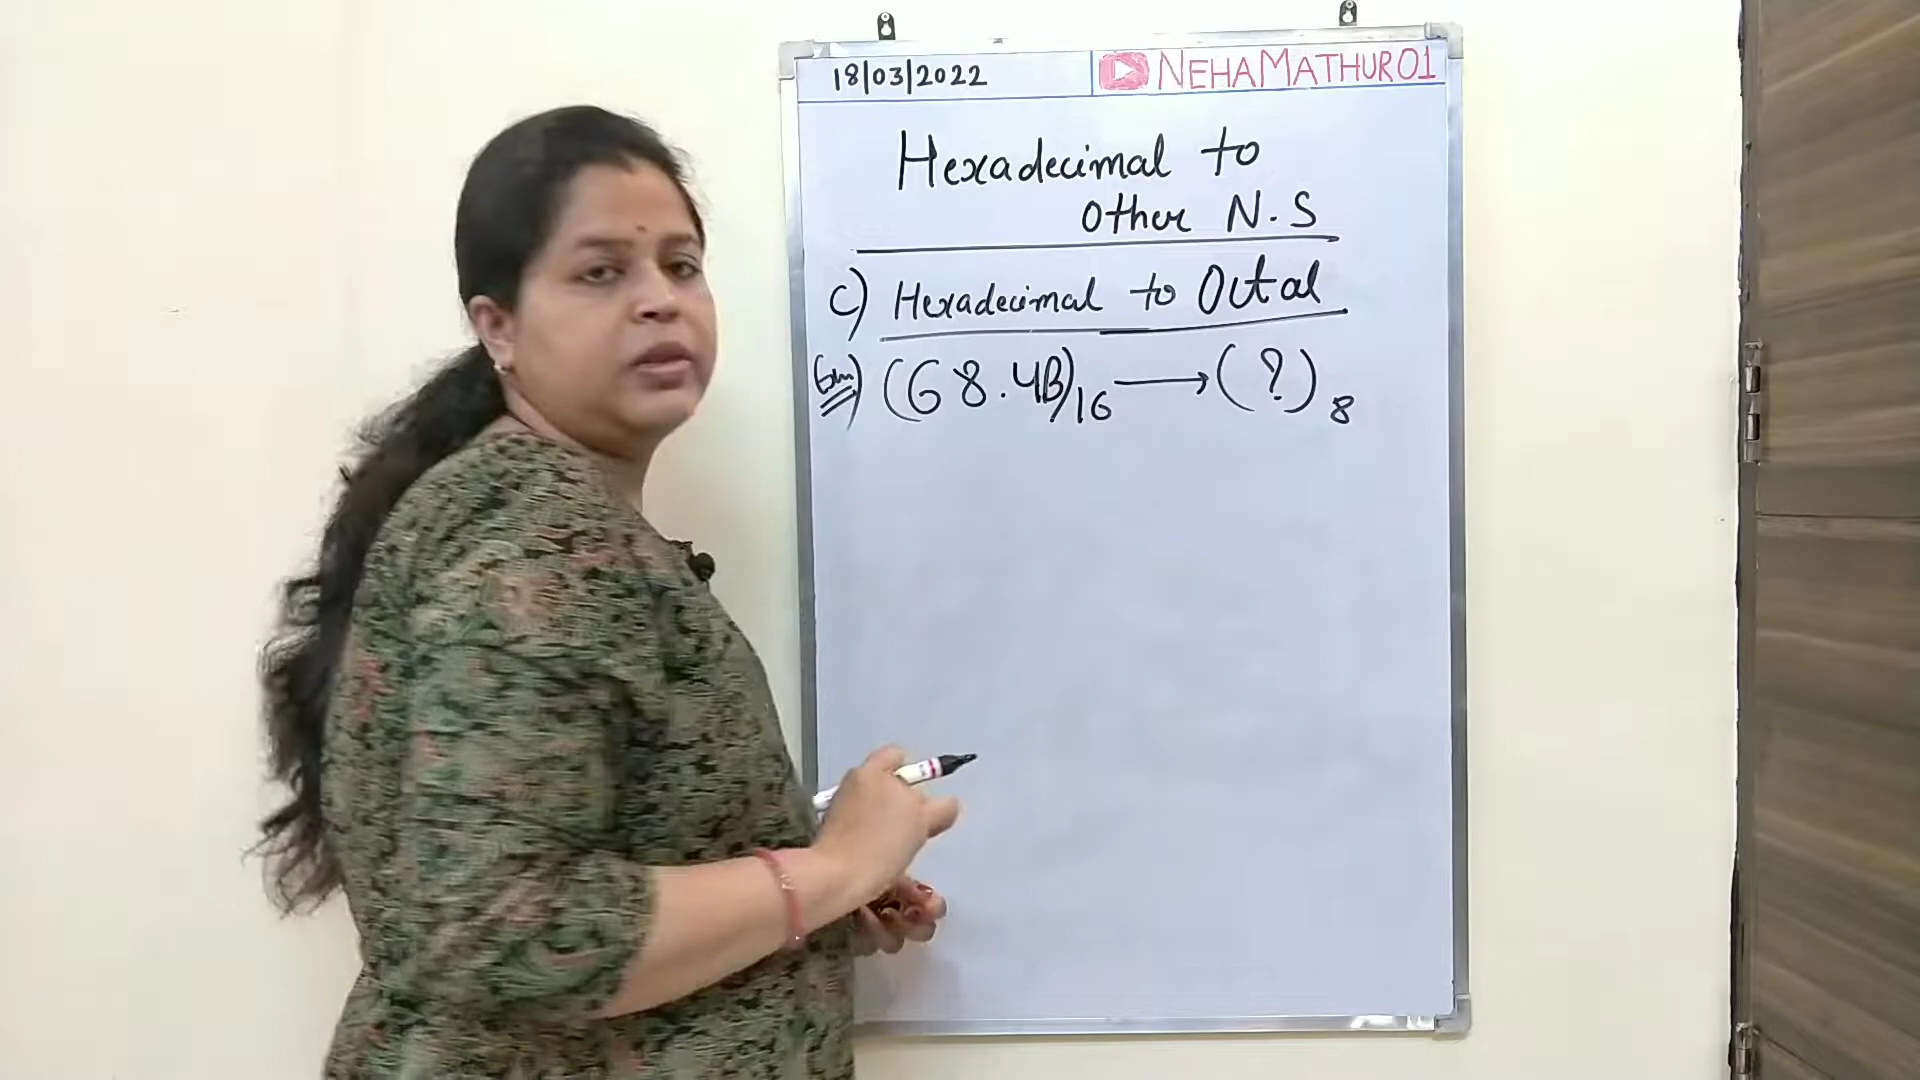 18/03/2022 NEHAMATHUR01
Hexadecimal to
Other N.S
C) Hexadecimal to Octal
(68.4B)16 → (?)8